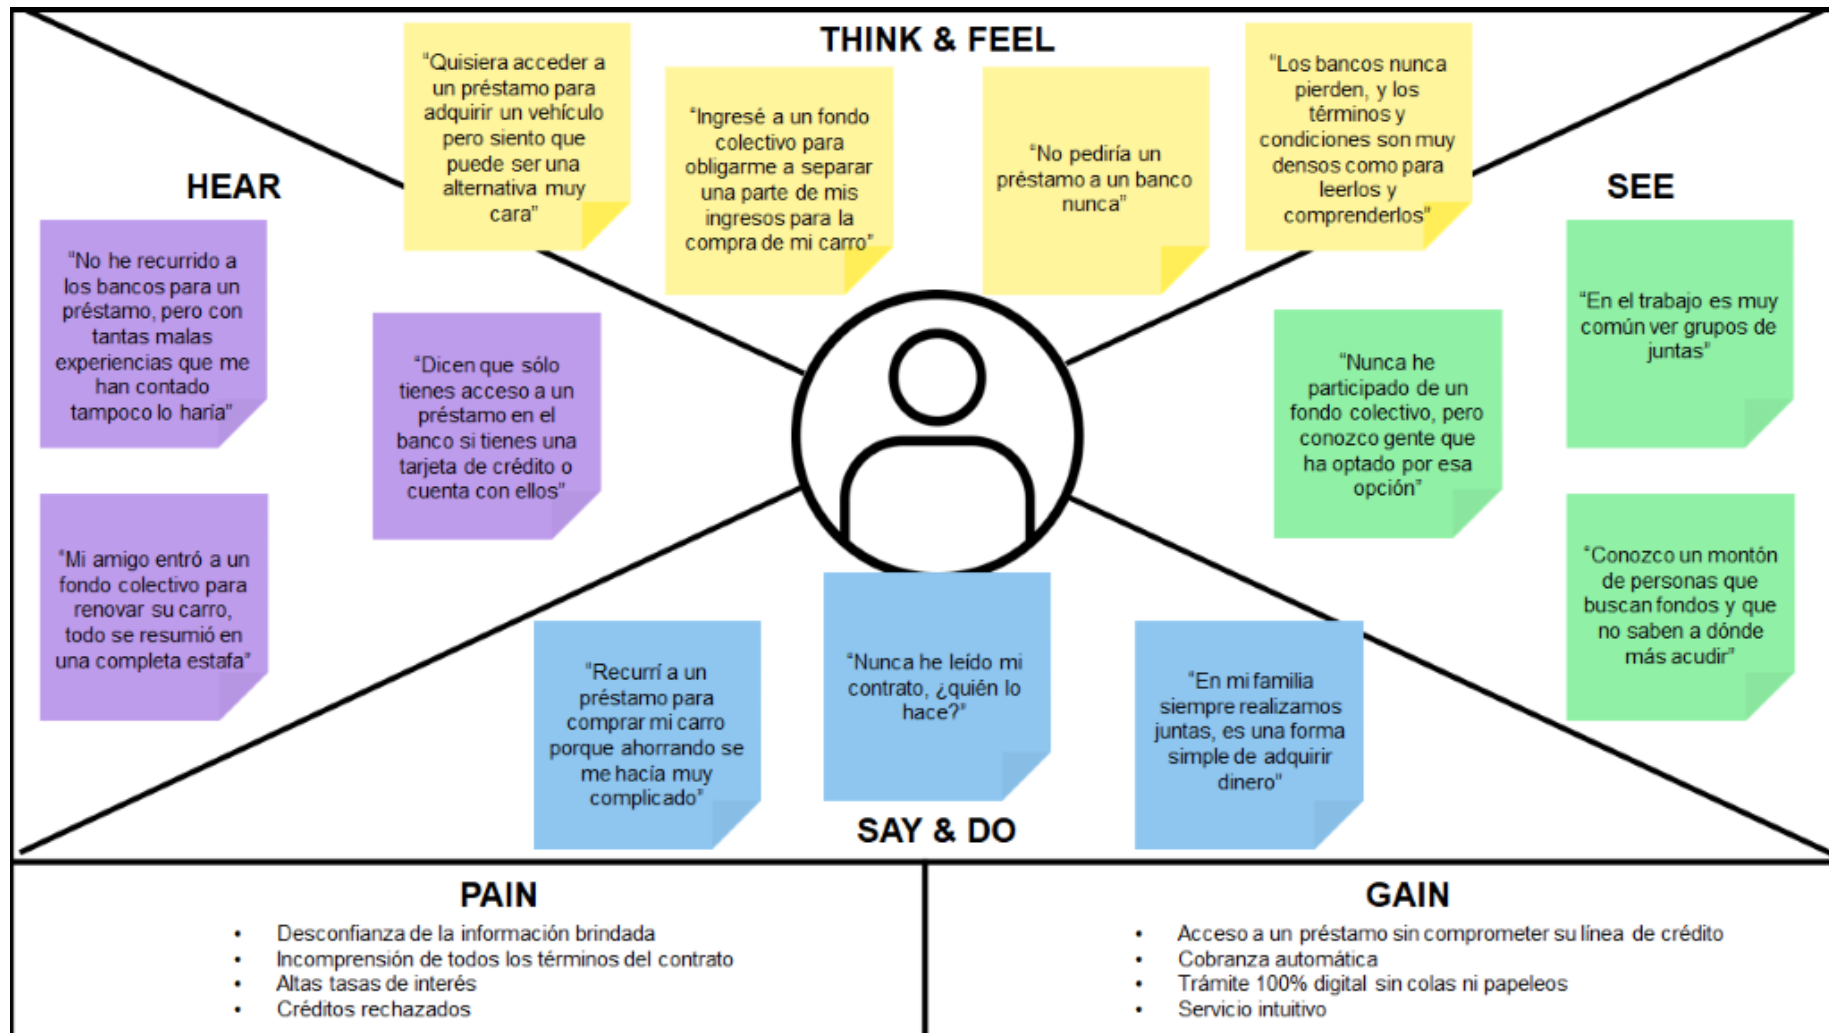 THINK & FEEL
“Quisiera acceder a
un préstamo para
adquirir un vehículo
pero siento que
puede ser una
alternativa muy
cara”
“Ingresé a un fondo
colectivo para
obligarme a separar
una parte de mis
ingresos para la
compra de mi carro”
“No pediría un
préstamo a un banco
nunca”
“Los bancos nunca
pierden, y los
términos y
condiciones son muy
densos como para
leerlos y
comprenderlos”
HEAR
“No he recurrido a
los bancos para un
préstamo, pero con
tantas malas
experiencias que me
han contado
tampoco lo haría”
“Dicen que sólo
tienes acceso a un
préstamo en el
banco si tienes una
tarjeta de crédito o
cuenta con ellos”
“Mi amigo entró a un
fondo colectivo para
renovar su carro,
todo se resumió en
una completa estafa”
SEE
“En el trabajo es muy
común ver grupos de
juntas”
“Nunca he
participado de un
fondo colectivo, pero
conozco gente que
ha optado por esa
opción”
“Conozco un montón
de personas que
buscan fondos y que
no saben a dónde
más acudir”
“Recurrí a un
préstamo para
comprar mi carro
porque ahorrando se
me hacía muy
complicado”
“Nunca he leído mi
contrato, ¿quién lo
hace?”
“En mi familia
siempre realizamos
juntas, es una forma
simple de adquirir
dinero”
SAY & DO
PAIN
• Desconfianza de la información brindada
• Incomprensión de todos los términos del contrato
• Altas tasas de interés
• Créditos rechazados
GAIN
• Acceso a un préstamo sin comprometer su línea de crédito
• Cobranza automática
• Trámite 100% digital sin colas ni papeleos
• Servicio intuitivo